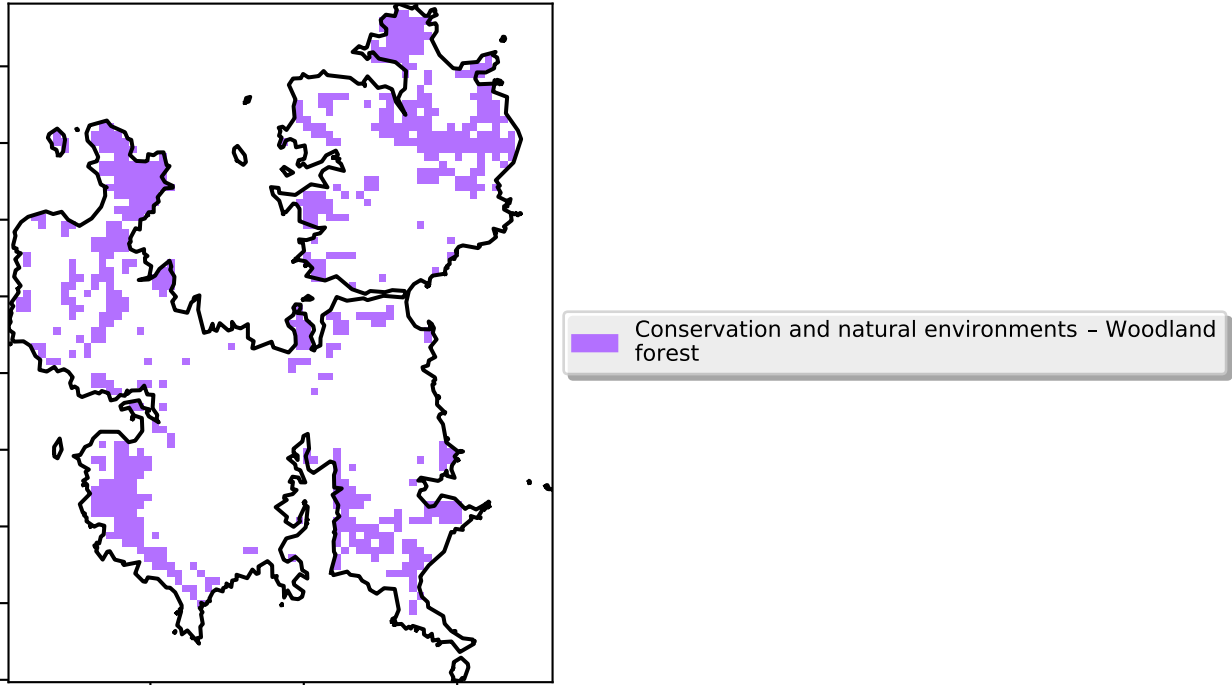 Conservation and natural environments – Woodland
forest